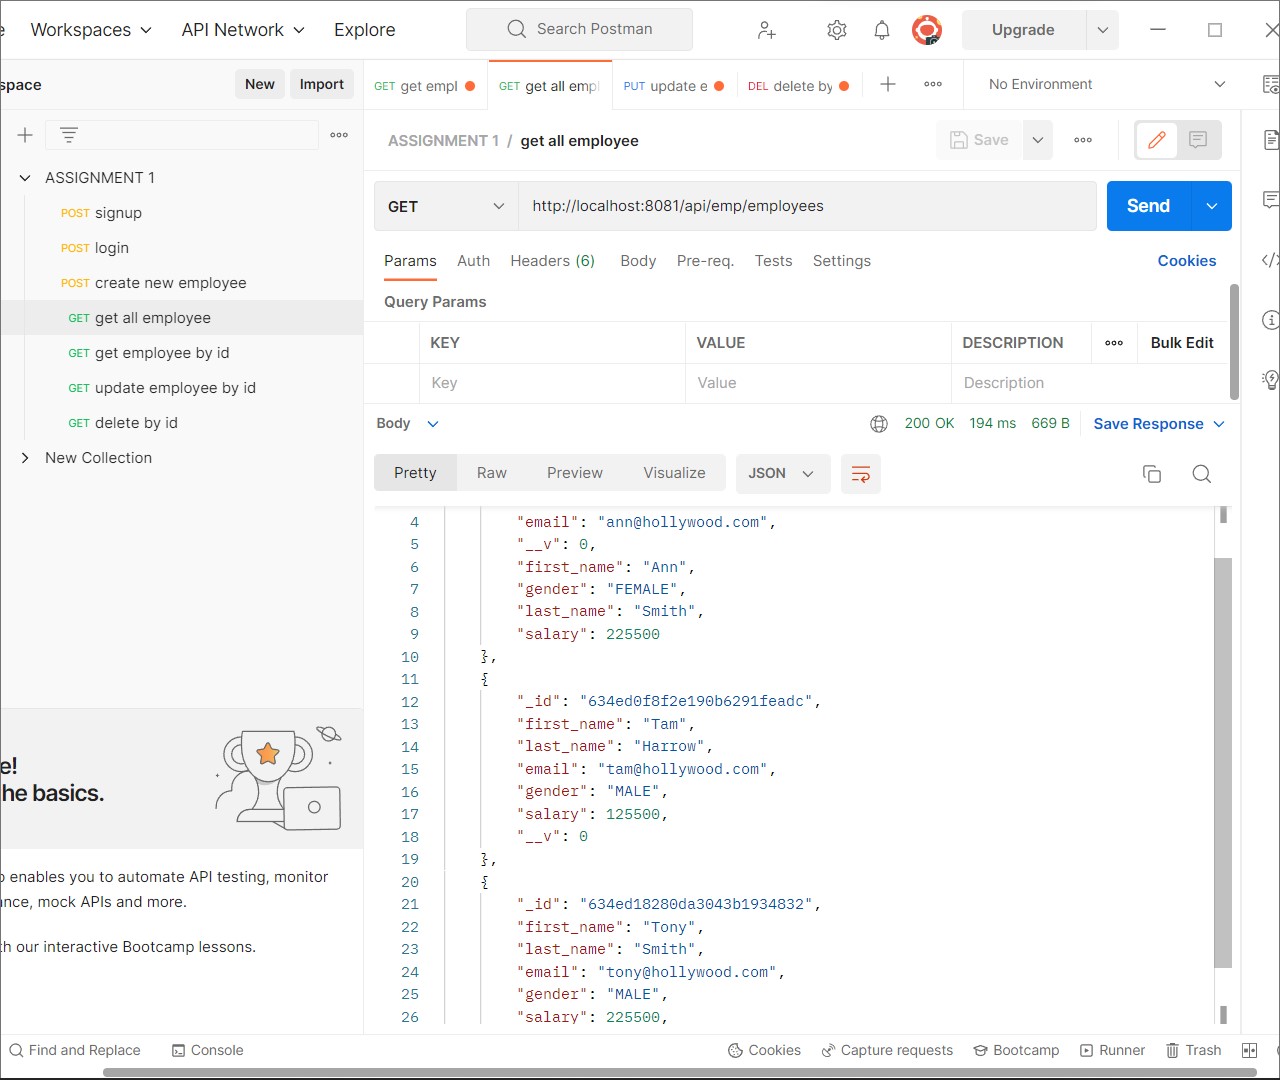 Workspaces API Network Explore Search Postman Upgrade
space New Import GET get empl GET get all empl PUT update e DEL delete by No Environment
ASSIGNMENT 1 / get all employee Save
ASSIGNMENT 1
POST signup
POST login
POST create new employee
GET get all employee
GET get employee by id
GET update employee by id
GET delete by id
New Collection
GET http://localhost:8081/api/emp/employees Send
Params Auth Headers (6) Body Pre-req. Tests Settings Cookies
Query Params
KEY VALUE DESCRIPTION Bulk Edit
Key Value Description
Body 200 OK 194 ms 669 B Save Response
Pretty Raw Preview Visualize JSON
4 "email": "ann@hollywood.com",
5 "__v": 0,
6 "first_name": "Ann",
7 "gender": "FEMALE",
8 "last_name": "Smith",
9 "salary": 225500
10 },
11 {
12 "_id": "634ed0f8f2e190b6291feadc",
13 "first_name": "Tam",
14 "last_name": "Harrow",
15 "email": "tam@hollywood.com",
16 "gender": "MALE",
17 "salary": 125500,
18 "__v": 0
19 },
20 {
21 "_id": "634ed18280da3043b1934832",
22 "first_name": "Tony",
23 "last_name": "Smith",
24 "email": "tony@hollywood.com",
25 "gender": "MALE",
26 "salary": 225500,
e!
he basics.
enables you to automate API testing, monitor
nce, mock APIs and more.
th our interactive Bootcamp lessons.
Find and Replace Console Cookies Capture requests Bootcamp Runner Trash